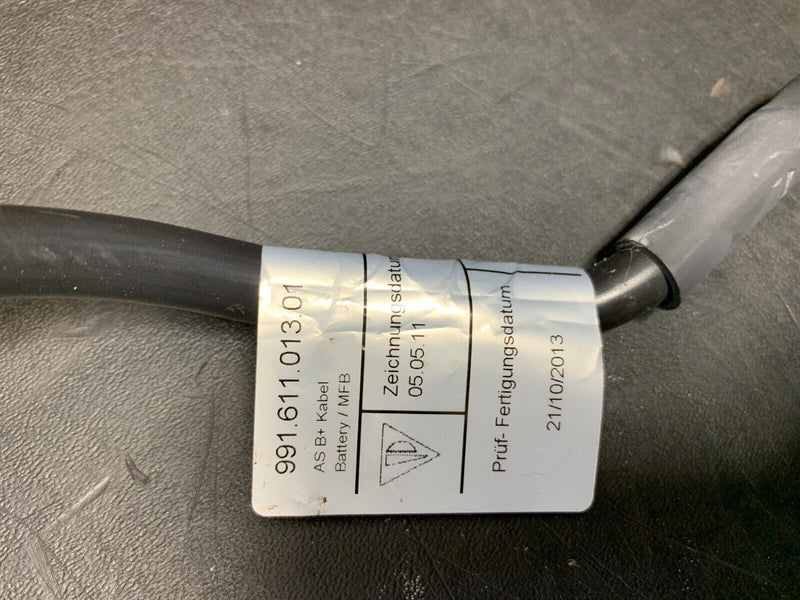 991.611.013.01
AS B+ Kabel
Battery / MFB
Zeichnungsdatum
05.05.11
Prüf- Fertigungsdatum
21/10/2013